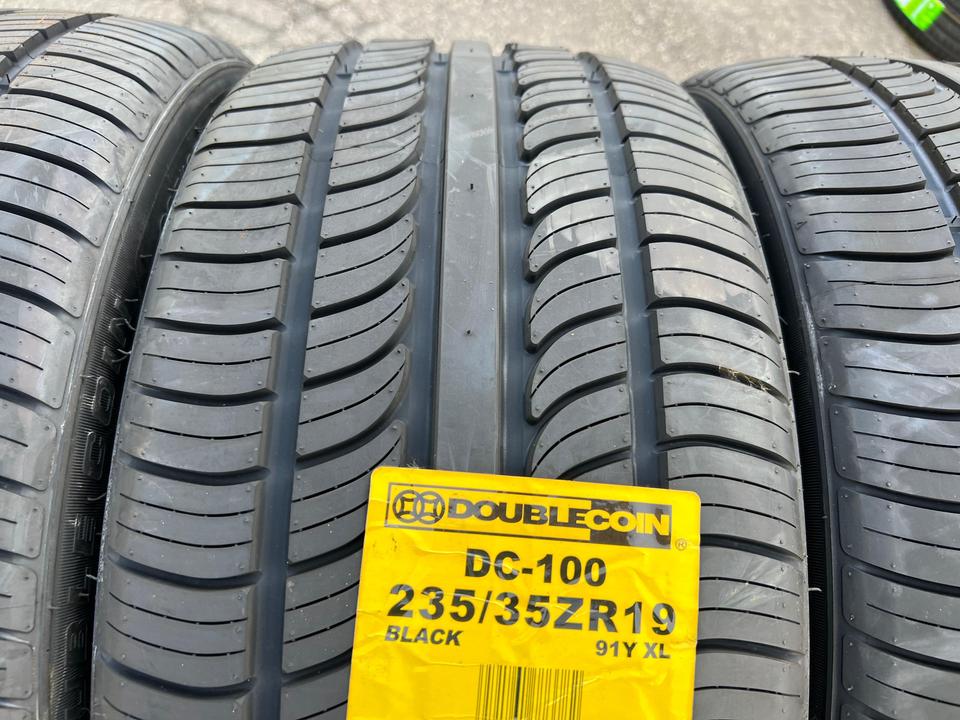 DOUBLECOIN ®
DC-100
235/35ZR19
BLACK 91Y XL